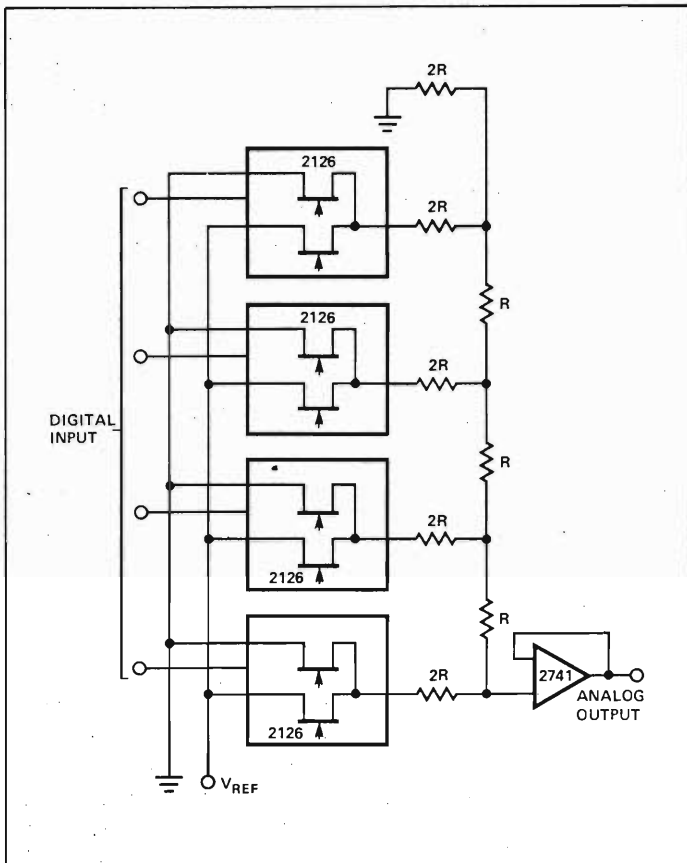 2R
2126
2R
R
2126
2R
DIGITAL
INPUT
R
2R
2126
R
2R
2741
ANALOG
OUTPUT
2126
VREF